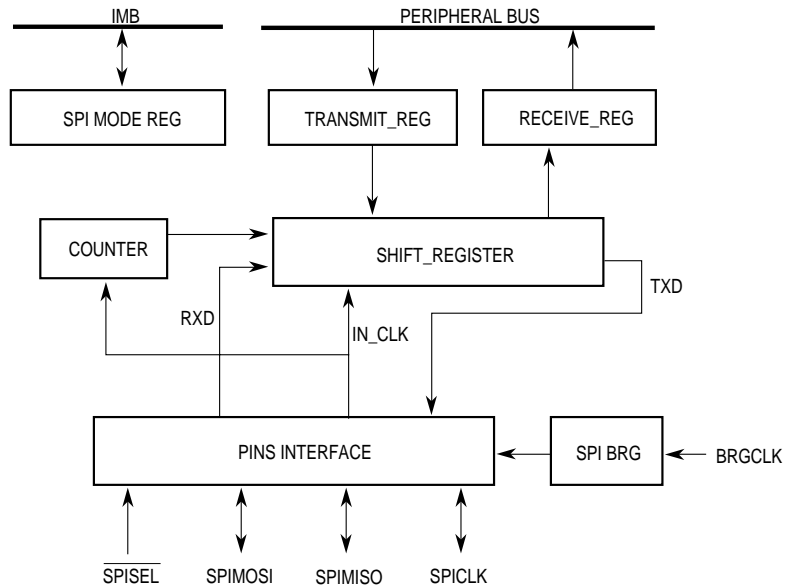 IMB
PERIPHERAL BUS
SPI MODE REG
TRANSMIT_REG
RECEIVE_REG
COUNTER
SHIFT_REGISTER
TXD
RXD
IN_CLK
PINS INTERFACE
SPI BRG
BRGCLK
SPISEL
SPIMOSI
SPIMISO
SPICLK